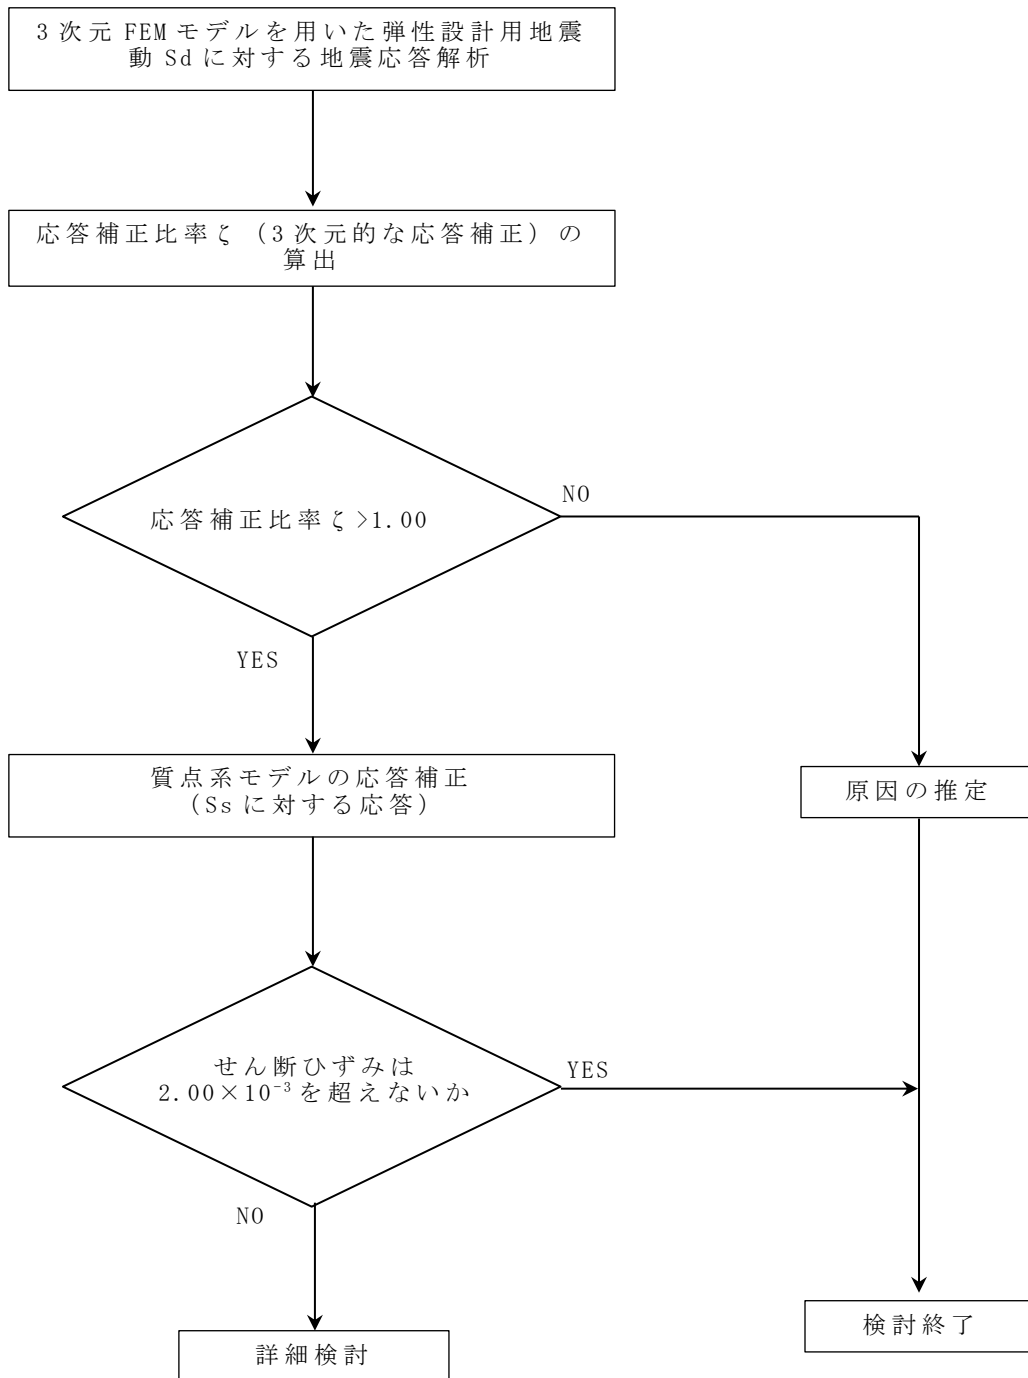 3次元FEMモデルを用いた弾性設計用地震
動Sdに対する地震応答解析
応答補正比率ζ（3次元的な応答補正）の
算出
応答補正比率ζ>1.00
NO
YES
質点系モデルの応答補正
（Ssに対する応答）
原因の推定
せん断ひずみは
2.00×10⁻³を超えないか
YES
NO
検討終了
詳細検討